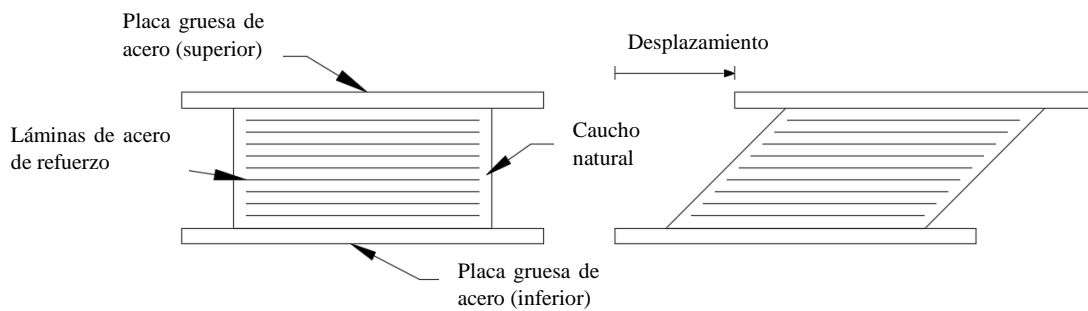 Placa gruesa de
acero (superior)
Desplazamiento
Láminas de acero
de refuerzo
Caucho
natural
Placa gruesa de
acero (inferior)